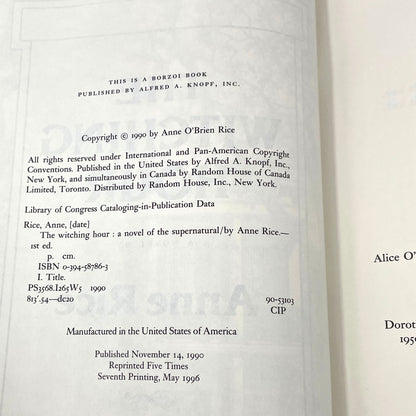 THIS IS A BORZOI BOOK
PUBLISHED BY ALFRED A. KNOPF, INC.
Copyright © 1990 by Anne O'Brien Rice
All rights reserved under International and Pan-American Copyright
Conventions. Published in the United States by Alfred A. Knopf, Inc.,
New York, and simultaneously in Canada by Random House of Canada
Limited, Toronto. Distributed by Random House, Inc., New York.
Library of Congress Cataloging-in-Publication Data
Rice, Anne, [date]
The witching hour : a novel of the supernatural/by Anne Rice.—
1st ed.
p. cm.
ISBN 0-394-58786-3
I. Title.
PS3568.I265W5 1990
813'.54—dc20 90-53103
CIP
Manufactured in the United States of America
Published November 14, 1990
Reprinted Five Times
Seventh Printing, May 1996
Alice O'
Dorot
195
Anne Rice